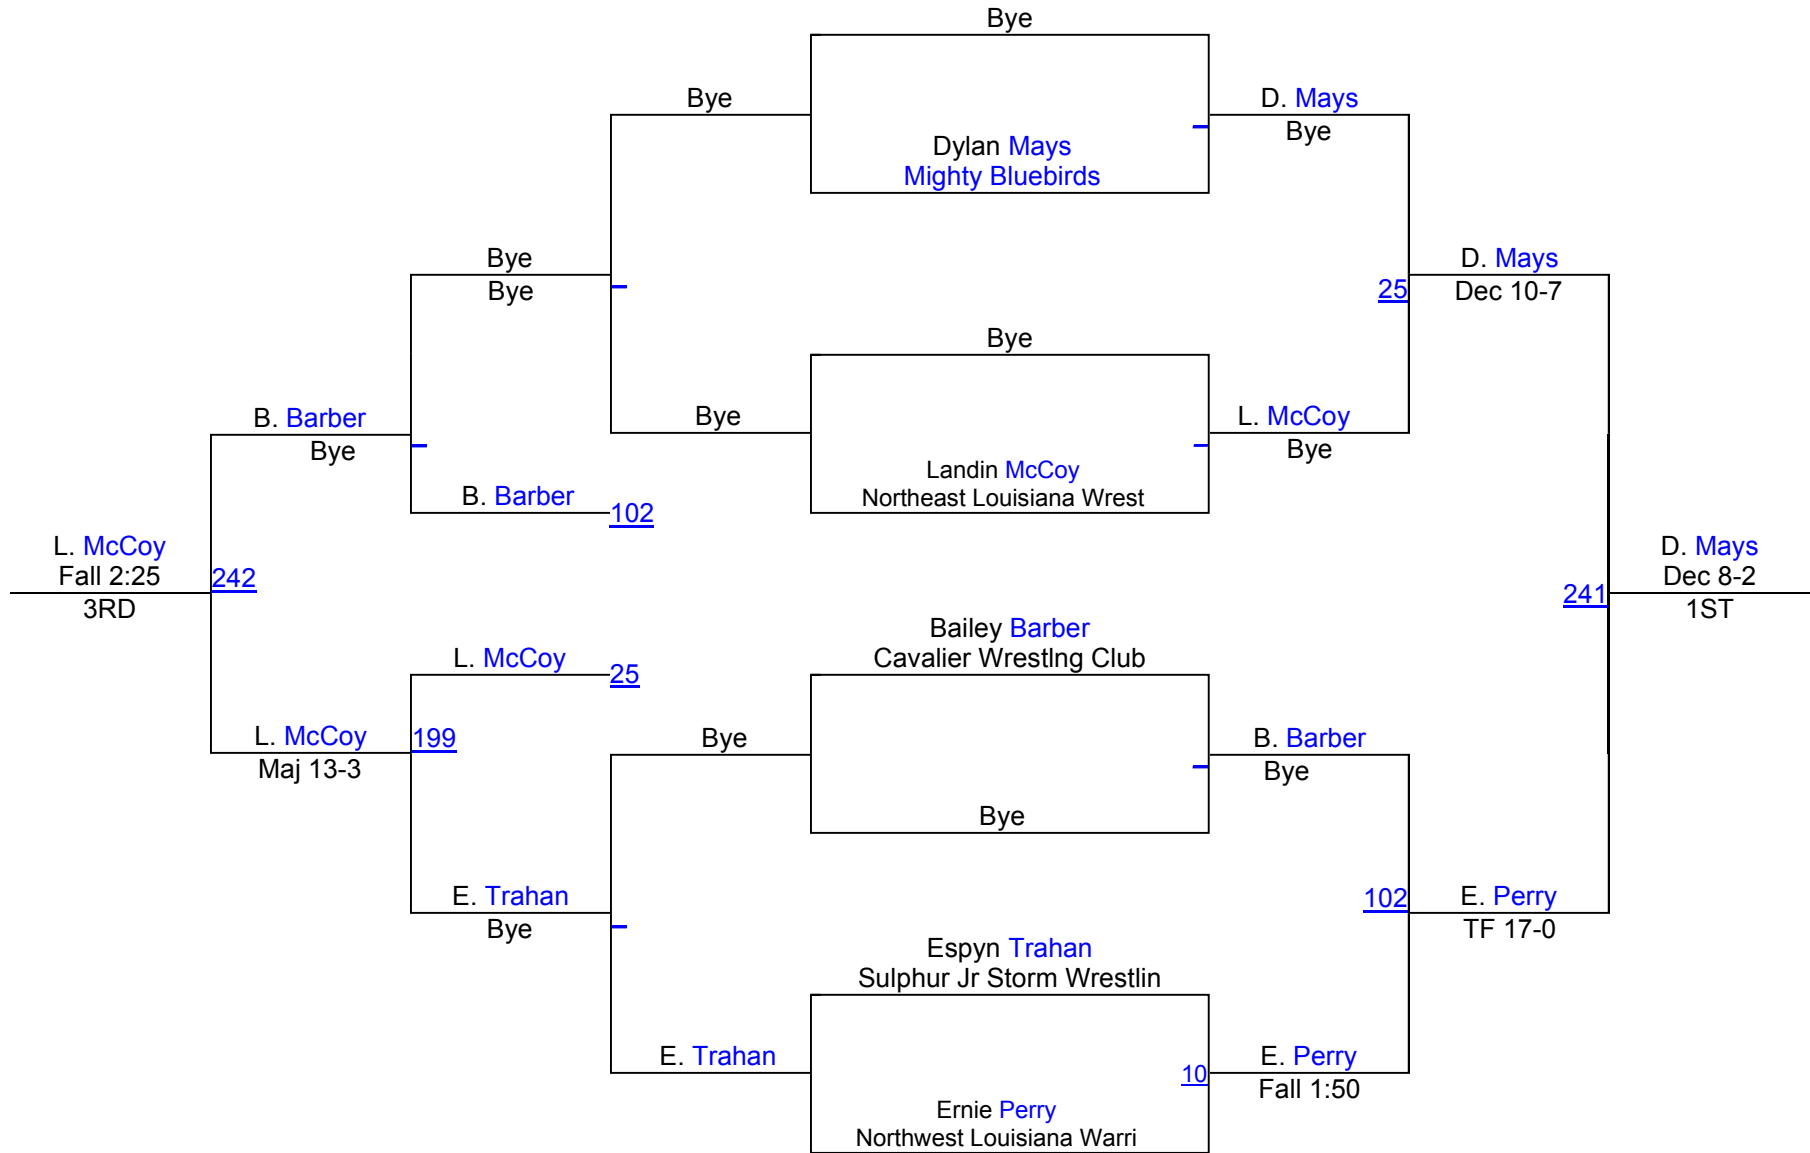 Bye
Bye
D. Mays
Bye
Dylan Mays
Mighty Bluebirds
Bye
Bye
D. Mays
Dec 10-7
25
Bye
B. Barber
Bye
Bye
L. McCoy
Bye
Landin McCoy
Northeast Louisiana Wrest
B. Barber
102
L. McCoy
Fall 2:25
3RD
242
D. Mays
Dec 8-2
1ST
241
Bailey Barber
Cavalier Wrestlng Club
L. McCoy
25
L. McCoy
Maj 13-3
199
Bye
B. Barber
Bye
Bye
E. Trahan
Bye
102
E. Perry
TF 17-0
Espyn Trahan
Sulphur Jr Storm Wrestlin
E. Trahan
10
E. Perry
Fall 1:50
Ernie Perry
Northwest Louisiana Warri